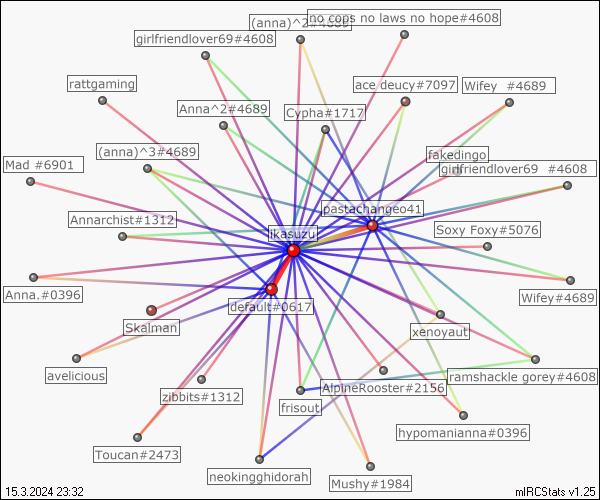 no cops no laws no hope#4608
(anna)^2#4689
girlfriendlover69#4608
rattgaming
ace deucy#7097
Wifey #4689
Anna^2#4689
Cypha#1717
(anna)^3#4689
fakedingo
Mad #6901
girlfriendlover69 #4608
pastachangeo41
Annarchist#1312
ikasuzu
Soxy Foxy#5076
Anna.#0396
Wifey#4689
default#0617
Skalman
xenoyaut
avelicious
ramshackle gorey#4608
AlpineRooster#2156
zibbits#1312
frisout
hypomanianna#0396
Toucan#2473
neokingghidorah
Mushy#1984
15.3.2024 23:32
mIRCStats v1.25